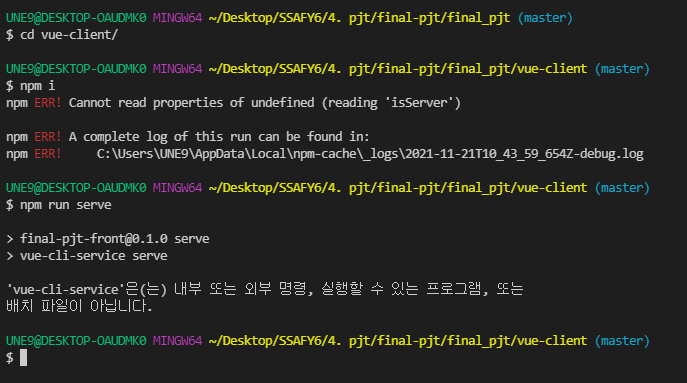 UNE9@DESKTOP-OAUDMK0 MINGW64 ~/Desktop/SSAFY6/4. pjt/final-pjt/final_pjt (master)
$ cd vue-client/
UNE9@DESKTOP-OAUDMK0 MINGW64 ~/Desktop/SSAFY6/4. pjt/final-pjt/final_pjt/vue-client (master)
$ npm i
npm ERR! Cannot read properties of undefined (reading 'isServer')
npm ERR! A complete log of this run can be found in:
npm ERR!     C:\Users\UNE9\AppData\Local\npm-cache\_logs\2021-11-21T10_43_59_654Z-debug.log
UNE9@DESKTOP-OAUDMK0 MINGW64 ~/Desktop/SSAFY6/4. pjt/final-pjt/final_pjt/vue-client (master)
$ npm run serve
> final-pjt-front@0.1.0 serve
> vue-cli-service serve
'vue-cli-service'은(는) 내부 또는 외부 명령, 실행할 수 있는 프로그램, 또는
배치 파일이 아닙니다.
UNE9@DESKTOP-OAUDMK0 MINGW64 ~/Desktop/SSAFY6/4. pjt/final-pjt/final_pjt/vue-client (master)
$